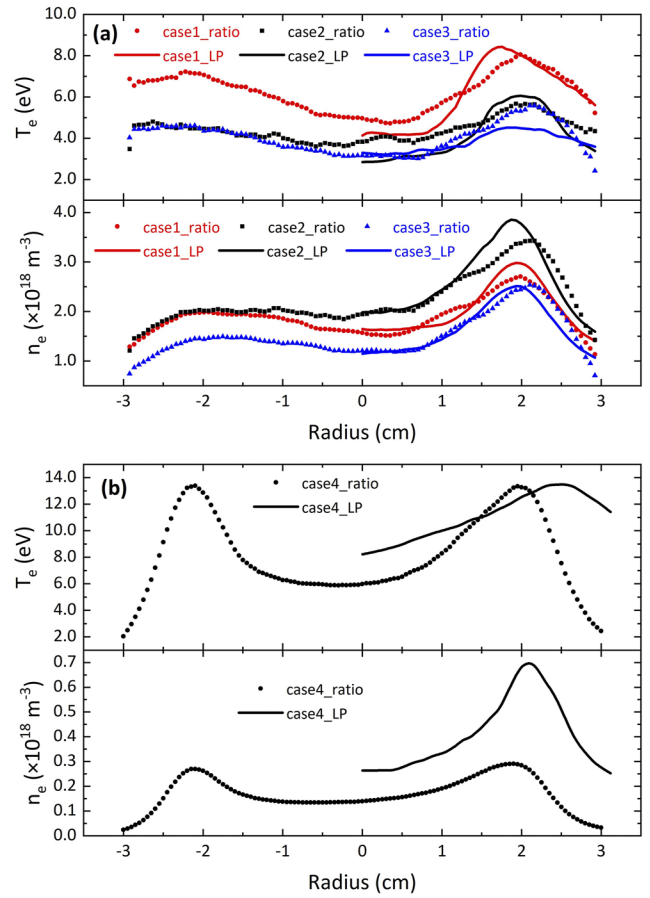 (a)
case1_ratio case2_ratio case3_ratio
case1_LP case2_LP case3_LP
10.0
8.0
6.0
4.0
2.0
Te (eV)
case1_ratio case2_ratio case3_ratio
case1_LP case2_LP case3_LP
4.0
3.0
2.0
1.0
ne (×10^18 m^-3)
-3 -2 -1 0 1 2 3
Radius (cm)
(b)
case4_ratio
case4_LP
14.0
12.0
10.0
8.0
6.0
4.0
2.0
Te (eV)
case4_ratio
case4_LP
0.7
0.6
0.5
0.4
0.3
0.2
0.1
0.0
ne (×10^18 m^-3)
-3 -2 -1 0 1 2 3
Radius (cm)